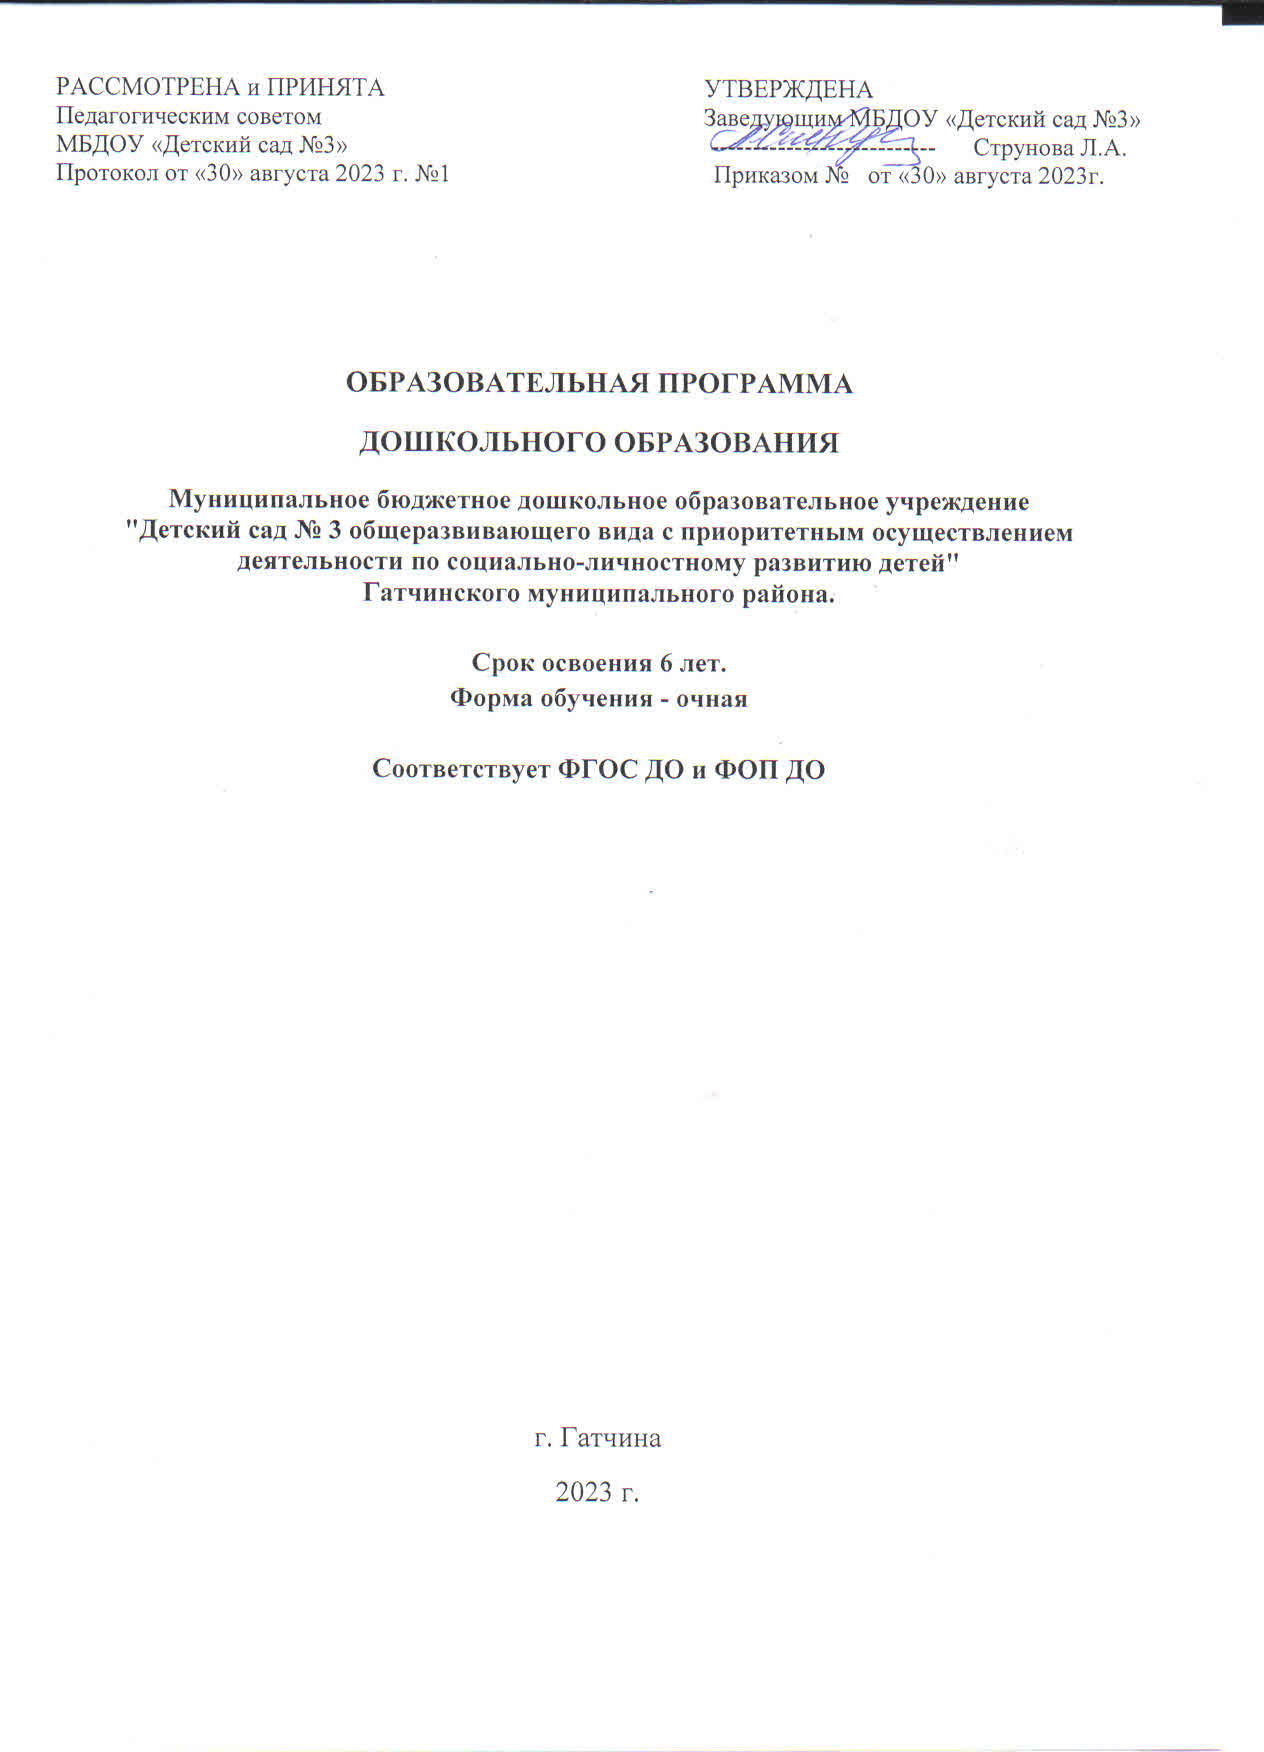 РАССМОТРЕНА и ПРИНЯТА
Педагогическим советом
МБДОУ «Детский сад №3»
Протокол от «30» августа 2023 г. №1
УТВЕРЖДЕНА
Заведующим МБДОУ «Детский сад №3»
--------------------------- Струнова Л.А.
Приказом № от «30» августа 2023г.
ОБРАЗОВАТЕЛЬНАЯ ПРОГРАММА
ДОШКОЛЬНОГО ОБРАЗОВАНИЯ
Муниципальное бюджетное дошкольное образовательное учреждение
"Детский сад № 3 общеразвивающего вида с приоритетным осуществлением
деятельности по социально-личностному развитию детей"
Гатчинского муниципального района.
Срок освоения 6 лет.
Форма обучения - очная
Соответствует ФГОС ДО и ФОП ДО
г. Гатчина
2023 г.